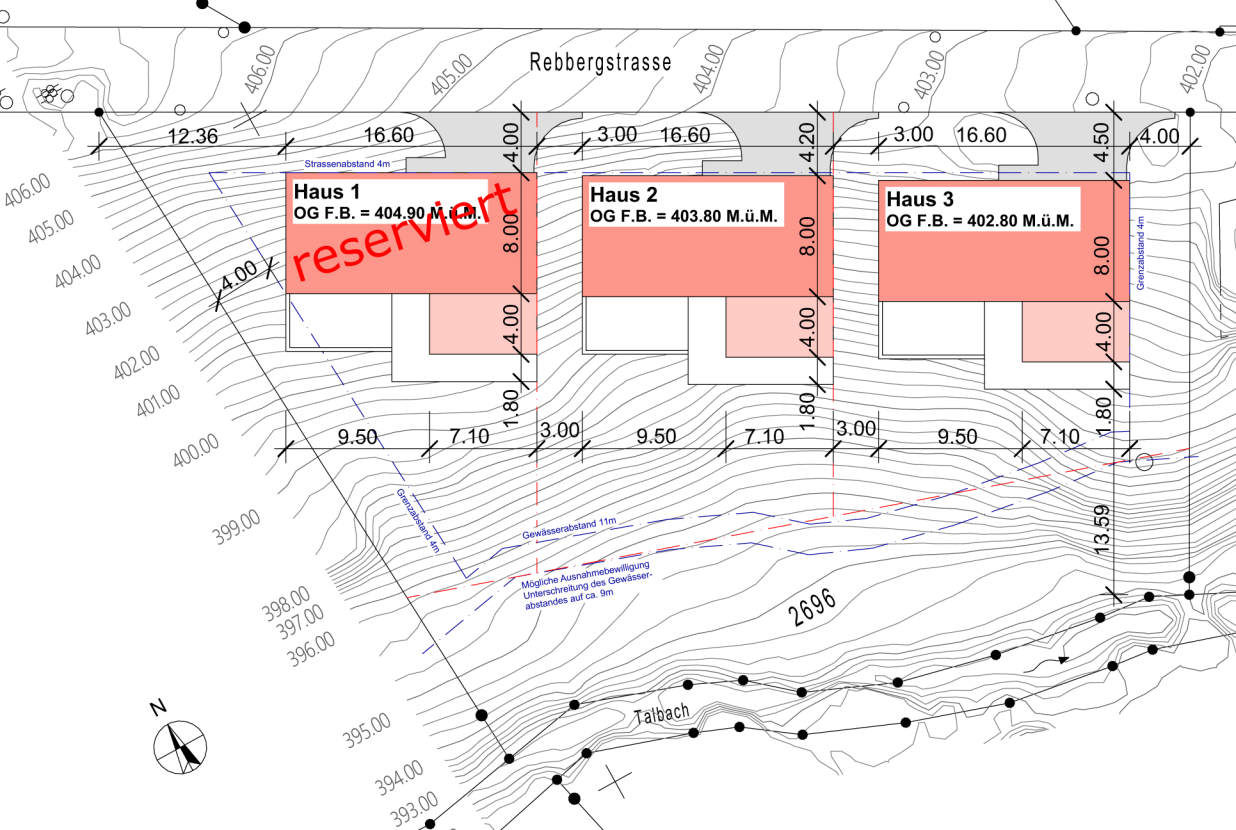 Rebbergstrasse
406.00
405.00
404.00
403.00
402.00
12.36
16.60
4.00
3.00
16.60
4.20
3.00
16.60
4.50
4.00
Strassenabstand 4m
Haus 1
OG F.B. = 404.90 M.ü.M.
reserviert
Haus 2
OG F.B. = 403.80 M.ü.M.
Haus 3
OG F.B. = 402.80 M.ü.M.
8.00
8.00
8.00
Grenzabstand 4m
4.00
4.00
4.00
4.00
1.80
1.80
1.80
9.50
7.10
3.00
9.50
7.10
3.00
9.50
7.10
13.59
406.00
405.00
404.00
403.00
402.00
401.00
400.00
399.00
398.00
397.00
396.00
395.00
394.00
393.00
Grenzabstand 4m
Gewässerabstand 11m
Mögliche Ausnahmebewilligung
Unterschreitung des Gewässer-
abstandes auf ca. 9m
2696
Talbach
N